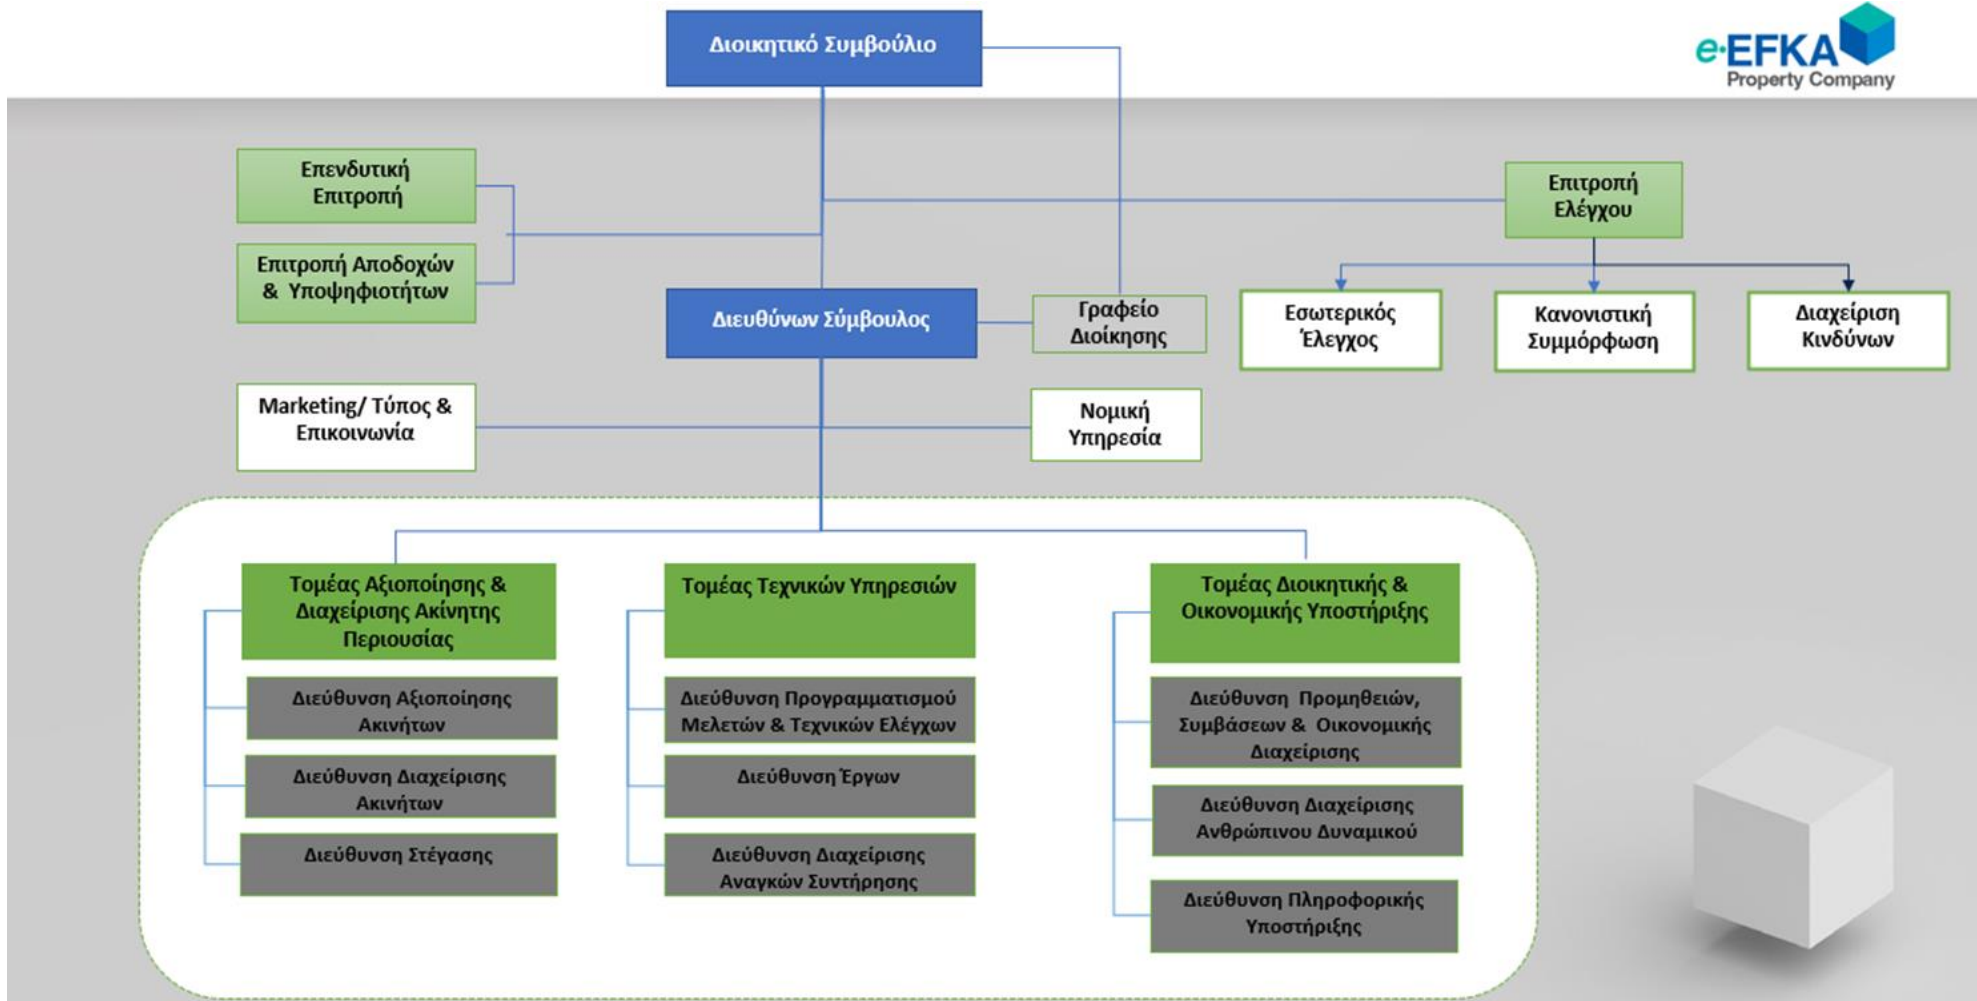 Διοικητικό Συμβούλιο
e-EFKA
Property Company
Επενδυτική
Επιτροπή
Επιτροπή Αποδοχών
& Υποψηφιοτήτων
Επιτροπή
Ελέγχου
Διευθύνων Σύμβουλος
Γραφείο
Διοίκησης
Εσωτερικός
Έλεγχος
Κανονιστική
Συμμόρφωση
Διαχείριση
Κινδύνων
Marketing/ Τύπος &
Επικοινωνία
Νομική
Υπηρεσία
Τομέας Αξιοποίησης &
Διαχείρισης Ακίνητης
Περιουσίας
Διεύθυνση Αξιοποίησης
Ακινήτων
Διεύθυνση Διαχείρισης
Ακινήτων
Διεύθυνση Στέγασης
Τομέας Τεχνικών Υπηρεσιών
Διεύθυνση Προγραμματισμού
Μελετών & Τεχνικών Ελέγχων
Διεύθυνση Έργων
Διεύθυνση Διαχείρισης
Αναγκών Συντήρησης
Τομέας Διοικητικής &
Οικονομικής Υποστήριξης
Διεύθυνση Προμηθειών,
Συμβάσεων & Οικονομικής
Διαχείρισης
Διεύθυνση Διαχείρισης
Ανθρώπινου Δυναμικού
Διεύθυνση Πληροφορικής
Υποστήριξης